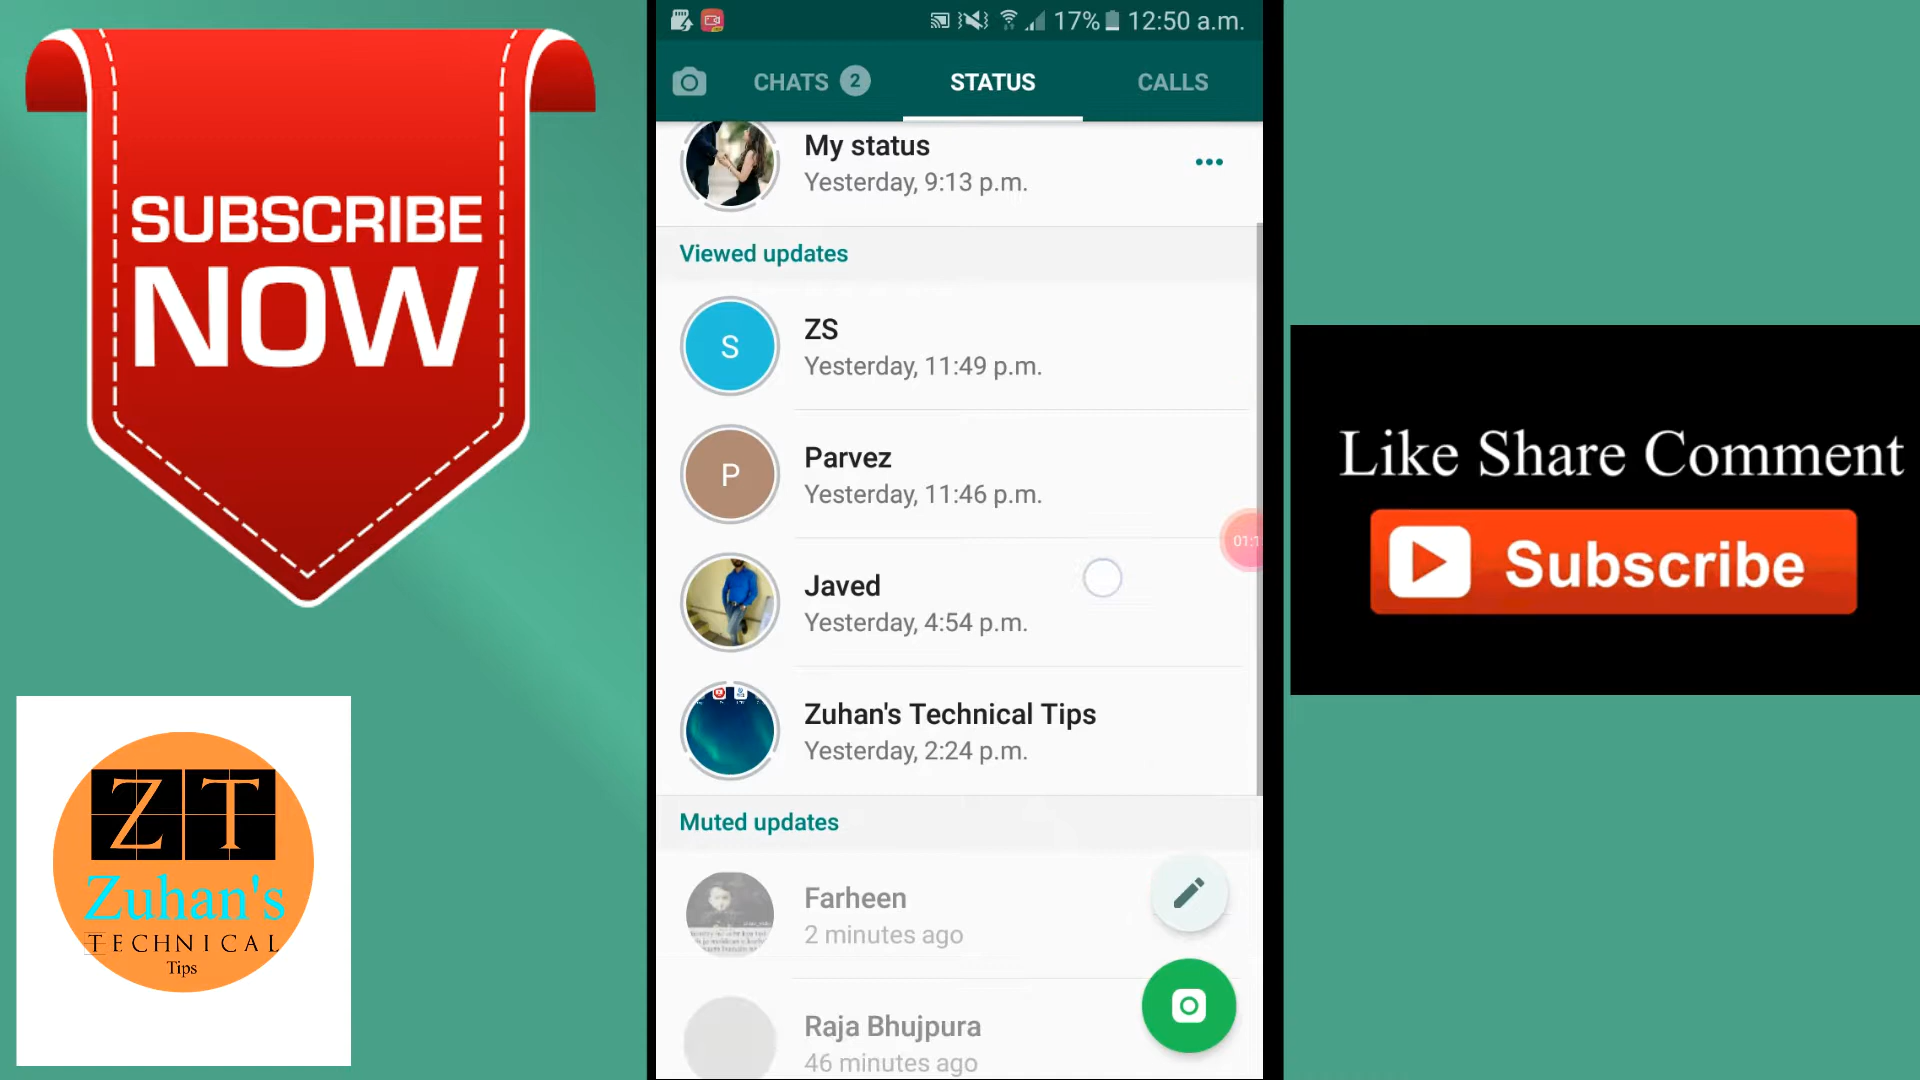 SUBSCRIBE
NOW
ZT
Zuhan's
TECHNICAL
Tips
17% 12:50 a.m.
CHATS 2 STATUS CALLS
My status
Yesterday, 9:13 p.m.
Viewed updates
S
ZS
Yesterday, 11:49 p.m.
P
Parvez
Yesterday, 11:46 p.m.
01:1
Javed
Yesterday, 4:54 p.m.
Zuhan's Technical Tips
Yesterday, 2:24 p.m.
Muted updates
Farheen
2 minutes ago
Raja Bhujpura
46 minutes ago
Like Share Comment
Subscribe